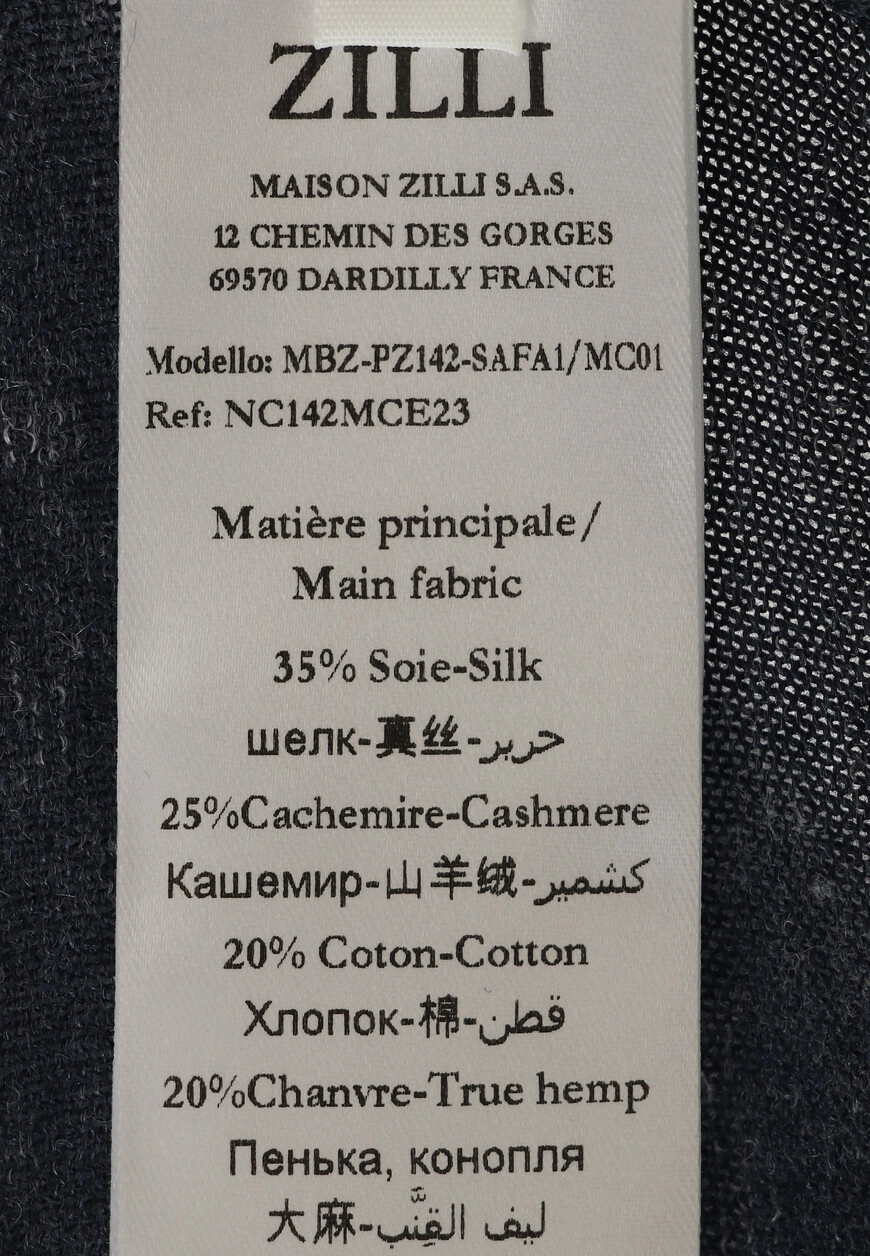 ZILLI
MAISON ZILLI S.A.S.
12 CHEMIN DES GORGES
69570 DARDILLY FRANCE
Modello: MBZ-PZ142-SAFA1/MC01
Ref: NC142MCE23
Matière principale/
Main fabric
35% Soie-Silk
шелк-真丝-حرير
25%Cachemire-Cashmere
Кашемир-山羊绒-كشمير
20% Coton-Cotton
Хлопок-棉-قطن
20%Chanvre-True hemp
Пенька, конопля
大麻-ليف القِنَّب